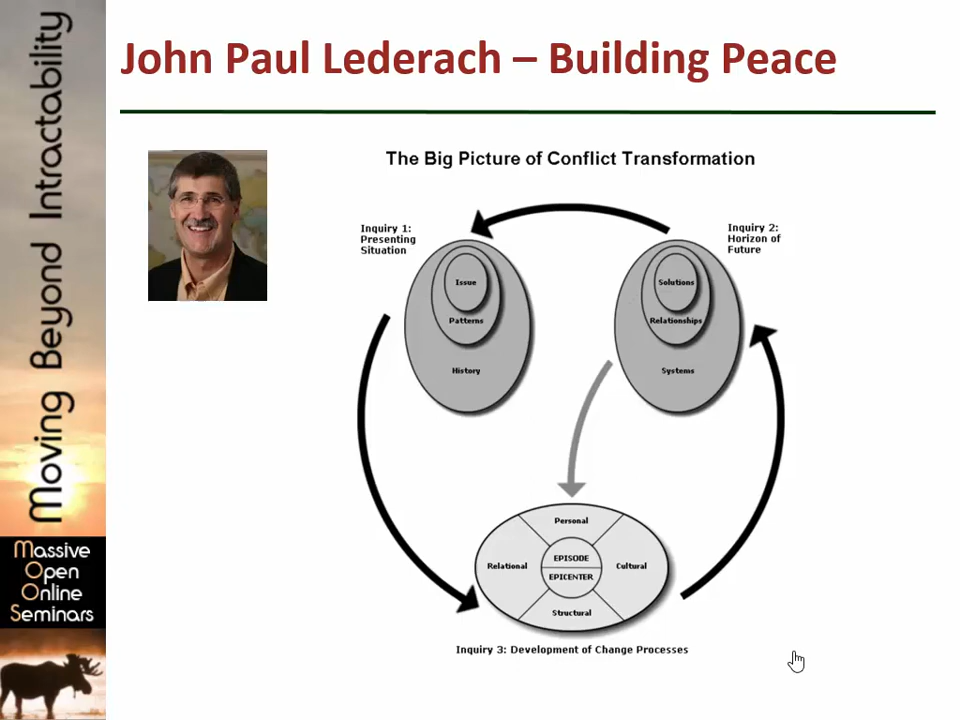 Moving Beyond Intractability
Massive
Open
Online
Seminars
John Paul Lederach – Building Peace
The Big Picture of Conflict Transformation
Inquiry 1:
Presenting
Situation
Inquiry 2:
Horizon of
Future
Issue
Patterns
History
Solutions
Relationships
Systems
Personal
Relational
EPISODE
EPICENTER
Cultural
Structural
Inquiry 3: Development of Change Processes